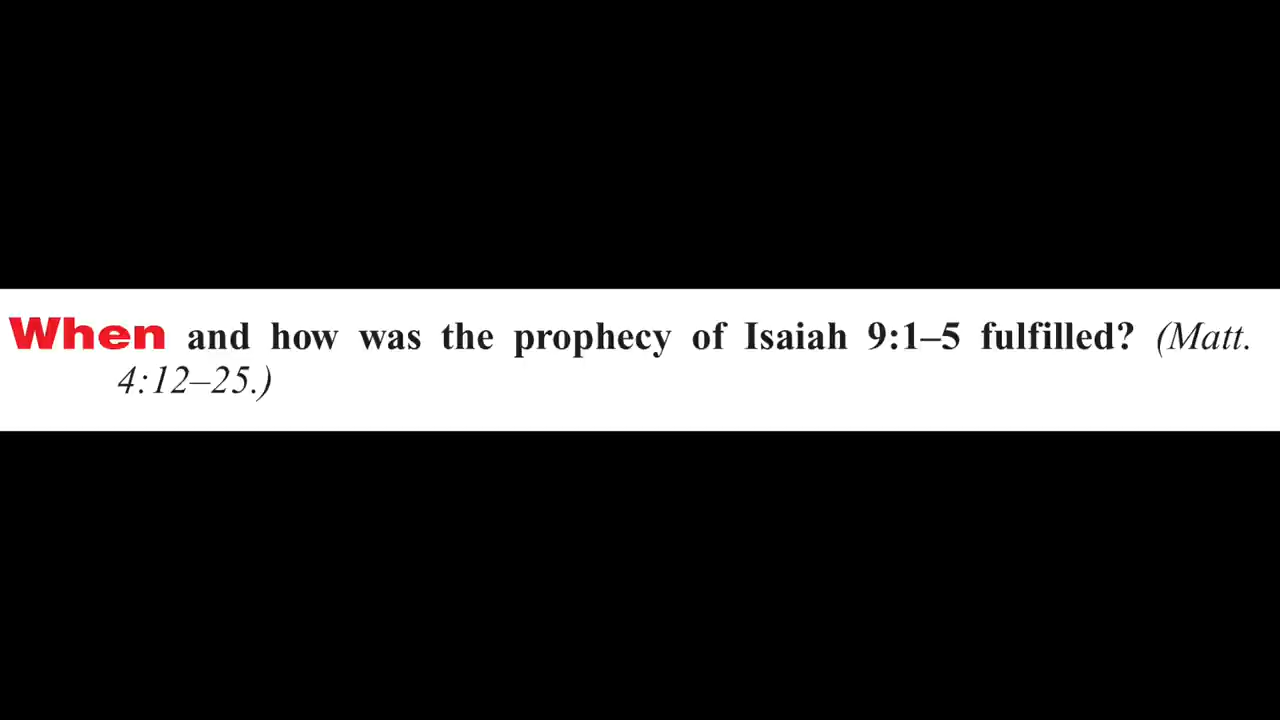 When and how was the prophecy of Isaiah 9:1–5 fulfilled? (Matt.
4:12–25.)